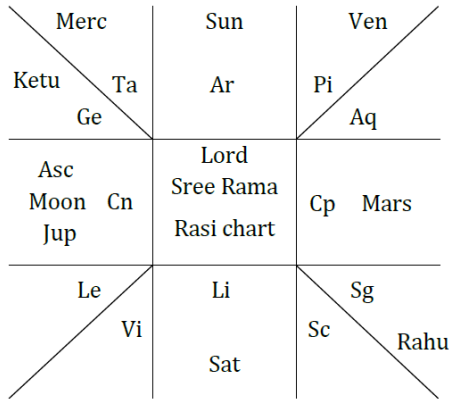 Merc
Sun
Ven
Ketu
Ta
Ar
Pi
Ge
Aq
Asc
Moon
Cn
Jup
Lord
Sree Rama
Rasi chart
Cp
Mars
Le
Li
Sg
Vi
Sc
Rahu
Sat